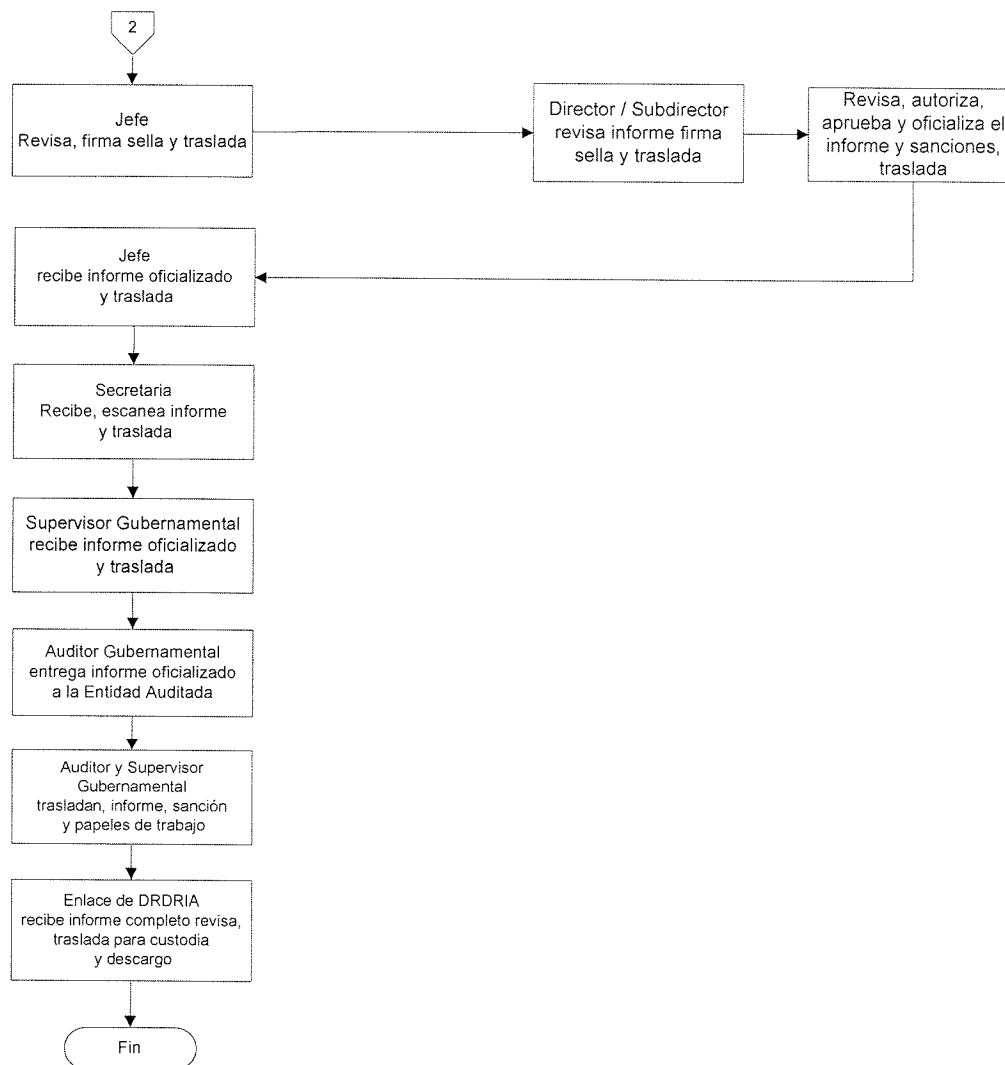 2
Jefe
Revisa, firma sella y traslada
Director / Subdirector
revisa informe firma
sella y traslada
Revisa, autoriza,
aprueba y oficializa el
informe y sanciones,
traslada
Jefe
recibe informe oficializado
y traslada
Secretaria
Recibe, escanea informe
y traslada
Supervisor Gubernamental
recibe informe oficializado
y traslada
Auditor Gubernamental
entrega informe oficializado
a la Entidad Auditada
Auditor y Supervisor
Gubernamental
trasladan, informe, sanción
y papeles de trabajo
Enlace de DRDRIA
recibe informe completo revisa,
traslada para custodia
y descargo
Fin